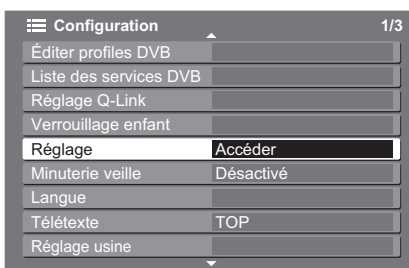 Configuration 1/3
Éditer profiles DVB
Liste des services DVB
Réglage Q-Link
Verrouillage enfant
Réglage Accéder
Minuterie veille Désactivé
Langue
Télétexte TOP
Réglage usine